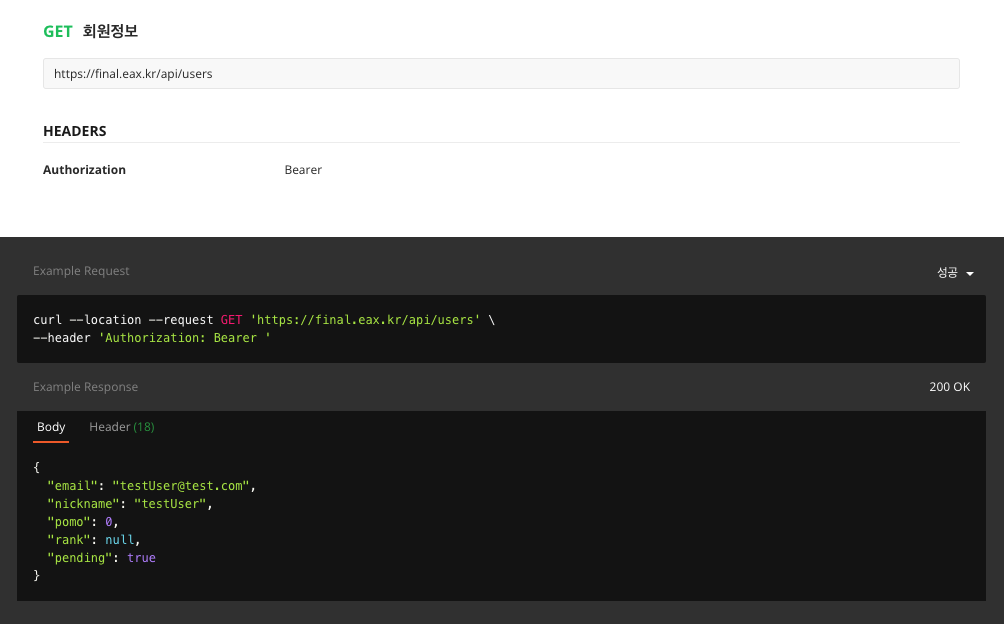 GET 회원정보
https://final.eax.kr/api/users
HEADERS
Authorization Bearer
Example Request 성공
curl --location --request GET 'https://final.eax.kr/api/users' \
--header 'Authorization: Bearer '
Example Response 200 OK
Body Header (18)
{
  "email": "testUser@test.com",
  "nickname": "testUser",
  "pomo": 0,
  "rank": null,
  "pending": true
}